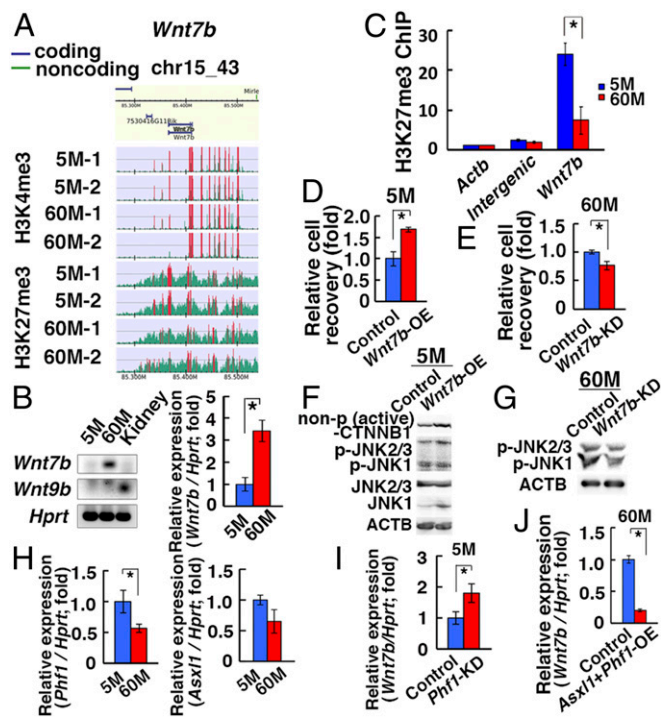 A
Wnt7b
coding
noncoding
chr15_43
85.300M 85.400M 85.500M
Wnt7b
Wnt7b
H3K4me3
5M-1
5M-2
60M-1
60M-2
H3K27me3
5M-1
5M-2
60M-1
60M-2
85.300M 85.400M 85.500M
B
5M 60M Kidney
Wnt7b
Wnt9b
Hprt
Relative expression
(Wnt7b / Hprt; fold)
5
4
3
2
1
0
*
5M 60M
C
H3K27me3 ChIP
30
20
10
0
*
5M
60M
Actb Intergenic Wnt7b
D
5M
Relative cell
recovery (fold)
2.0
1.5
1.0
0.5
0
*
Control Wnt7b-OE
E
60M
Relative cell
recovery (fold)
1.5
1.0
0.5
0
*
Control Wnt7b-KD
F
5M
Control Wnt7b-OE
non-p (active)
-CTNNB1
p-JNK2/3
p-JNK1
JNK2/3
JNK1
ACTB
G
60M
Control Wnt7b-KD
p-JNK2/3
p-JNK1
ACTB
H
Relative expression
(Phf1 / Hprt; fold)
1.5
1.0
0.5
0
*
5M 60M
Relative expression
(Asxl1 / Hprt; fold)
1.5
1.0
0.5
0
5M 60M
I
5M
Relative expression
(Wnt7b/Hprt; fold)
3
2
1
0
*
Control Phf1-KD
J
60M
Relative expression
(Wnt7b / Hprt; fold)
1.5
1.0
0.5
0
*
Control Asxl1+Phf1-OE